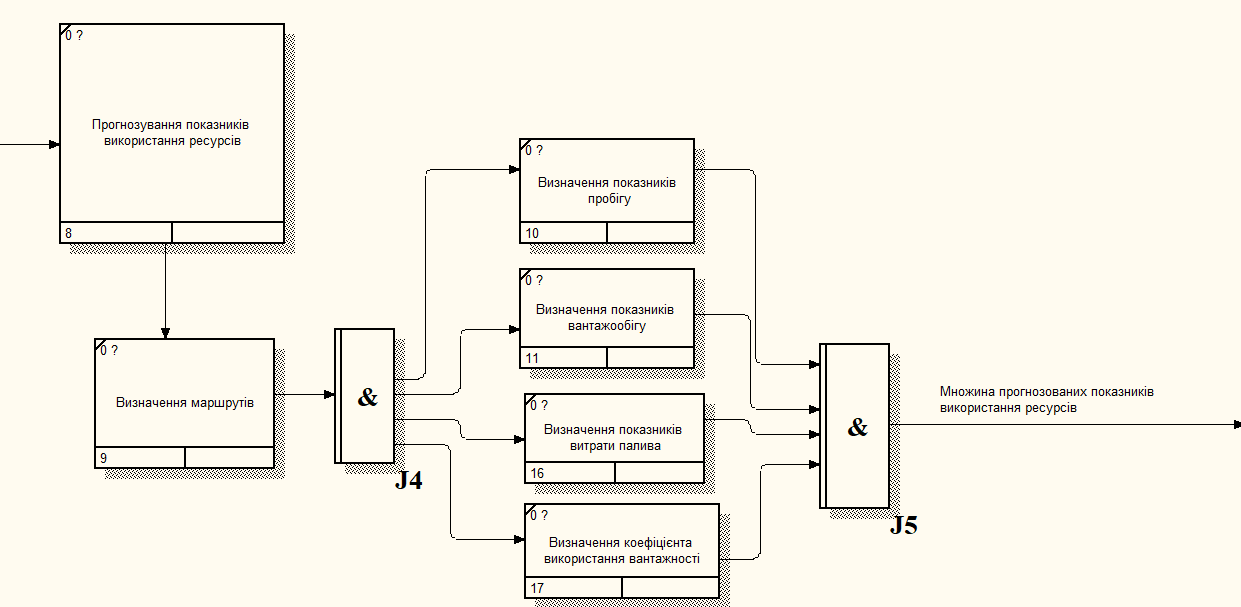 0 ?
Прогнозування показників
використання ресурсів
8
0 ?
Визначення маршрутів
9
&
J4
0 ?
Визначення показників
пробігу
10
0 ?
Визначення показників
вантажообігу
11
0 ?
Визначення показників
витрати палива
16
0 ?
Визначення коефіцієнта
використання вантажності
17
&
J5
Множина прогнозованих показників
використання ресурсів